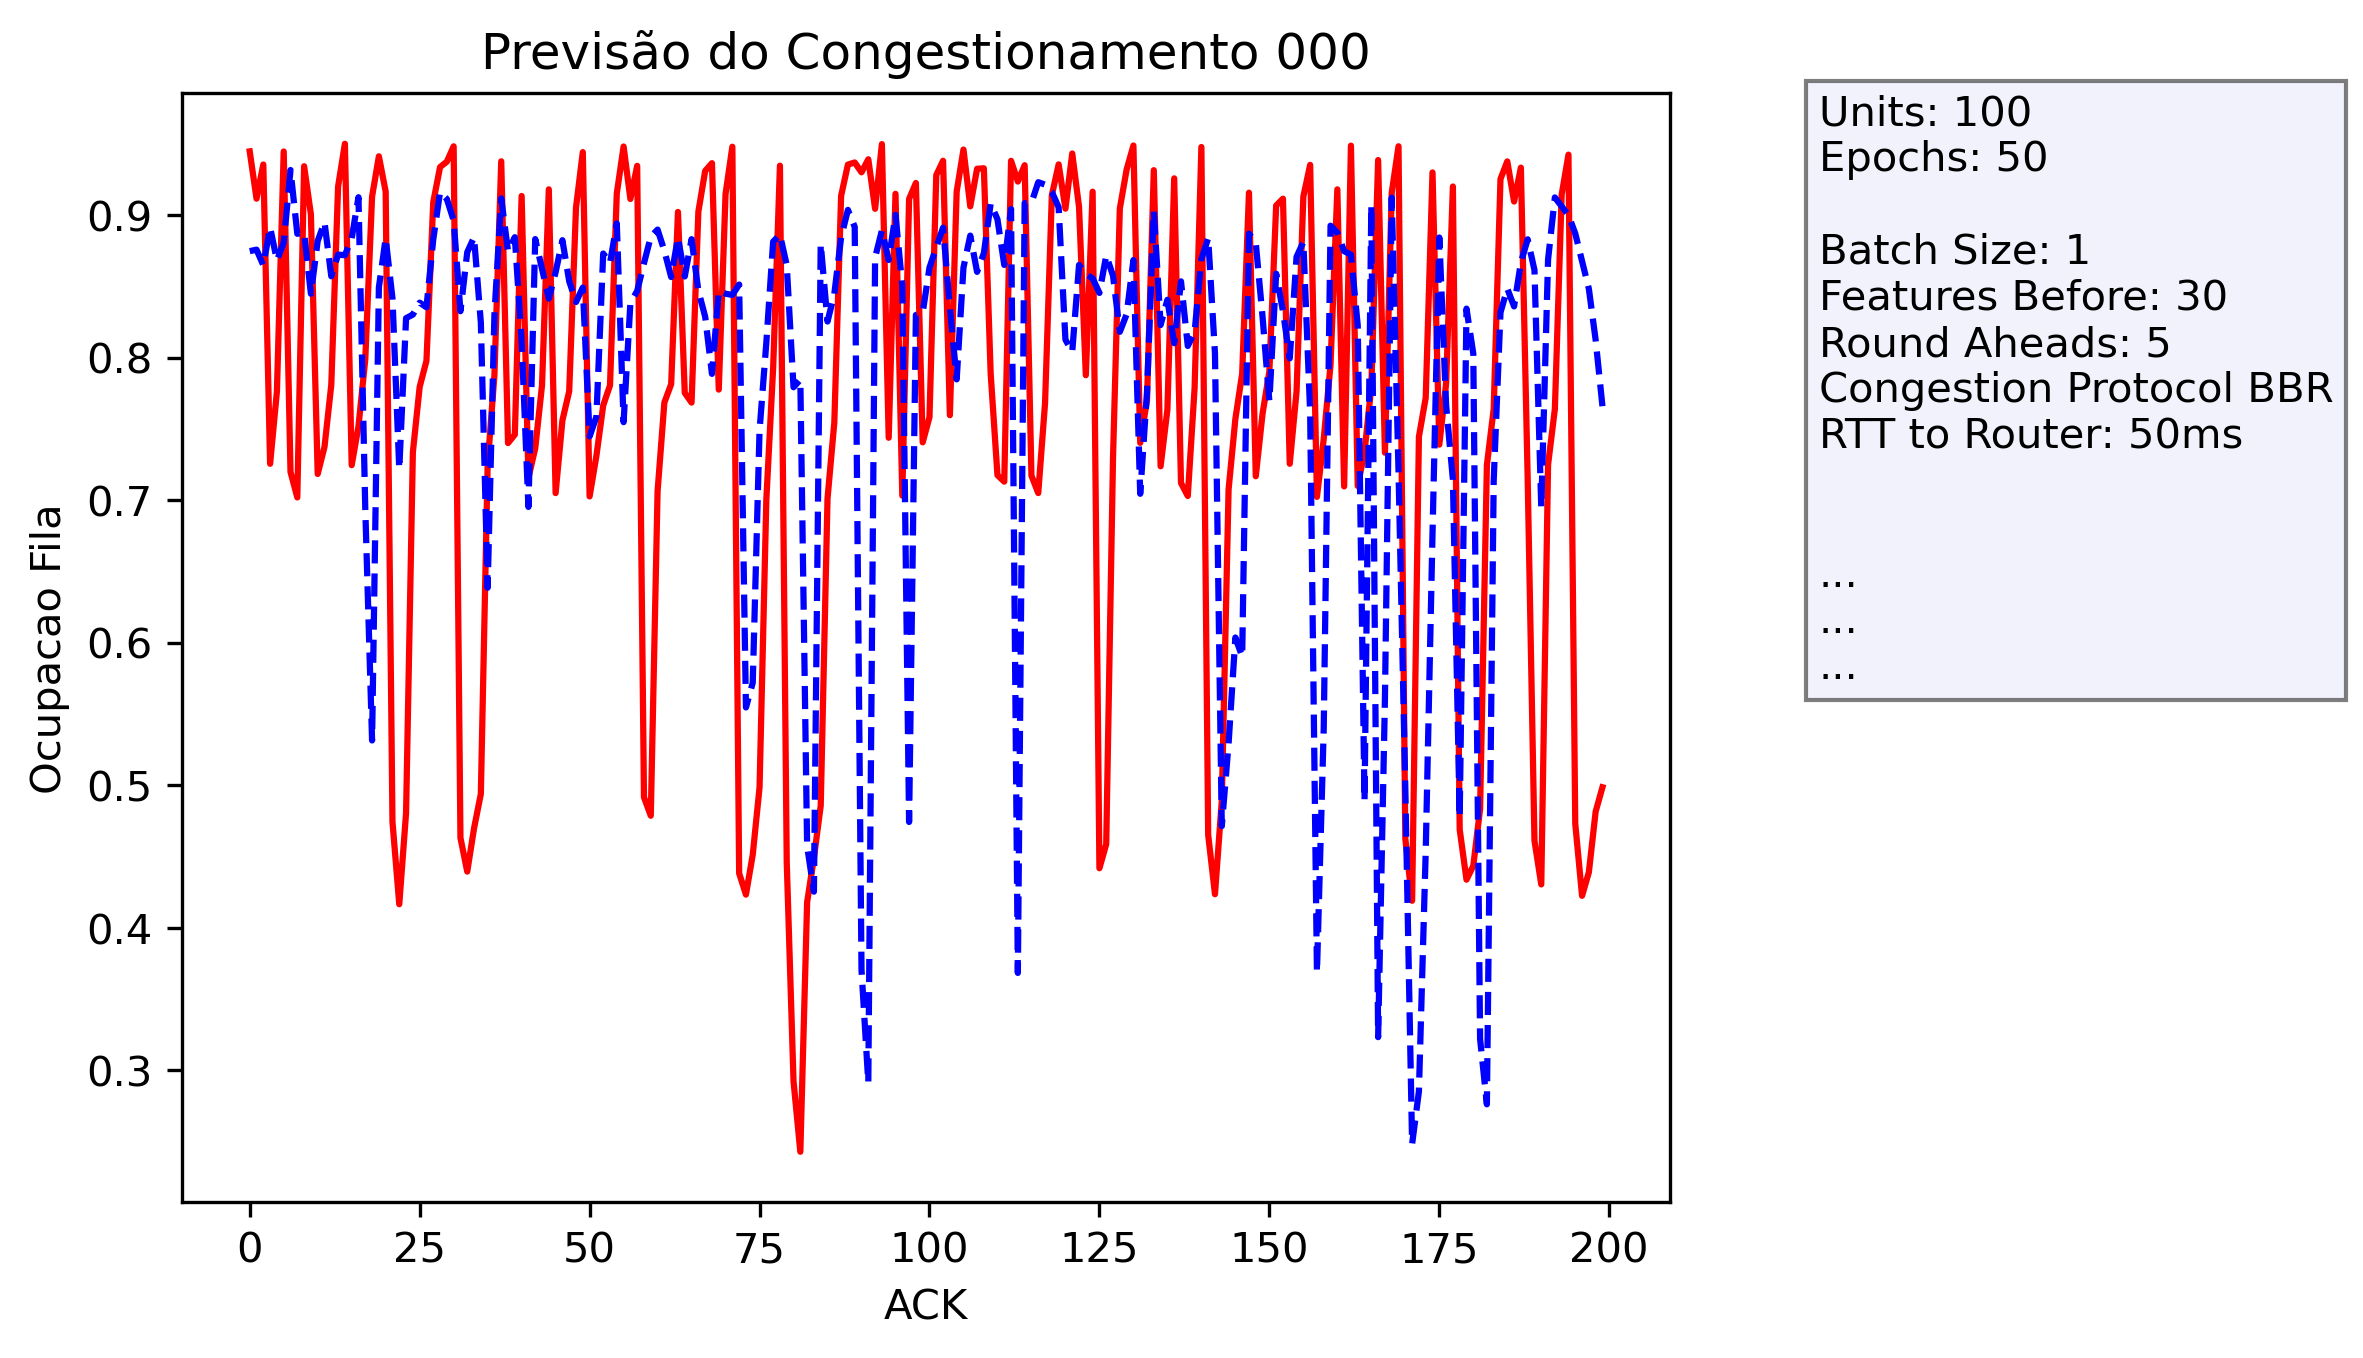 Previsão do Congestionamento 000
Units: 100
Epochs: 50
Batch Size: 1
Features Before: 30
Round Aheads: 5
Congestion Protocol BBR
RTT to Router: 50ms
...
...
...
Ocupacao Fila
0.9
0.8
0.7
0.6
0.5
0.4
0.3
0 25 50 75 100 125 150 175 200
ACK